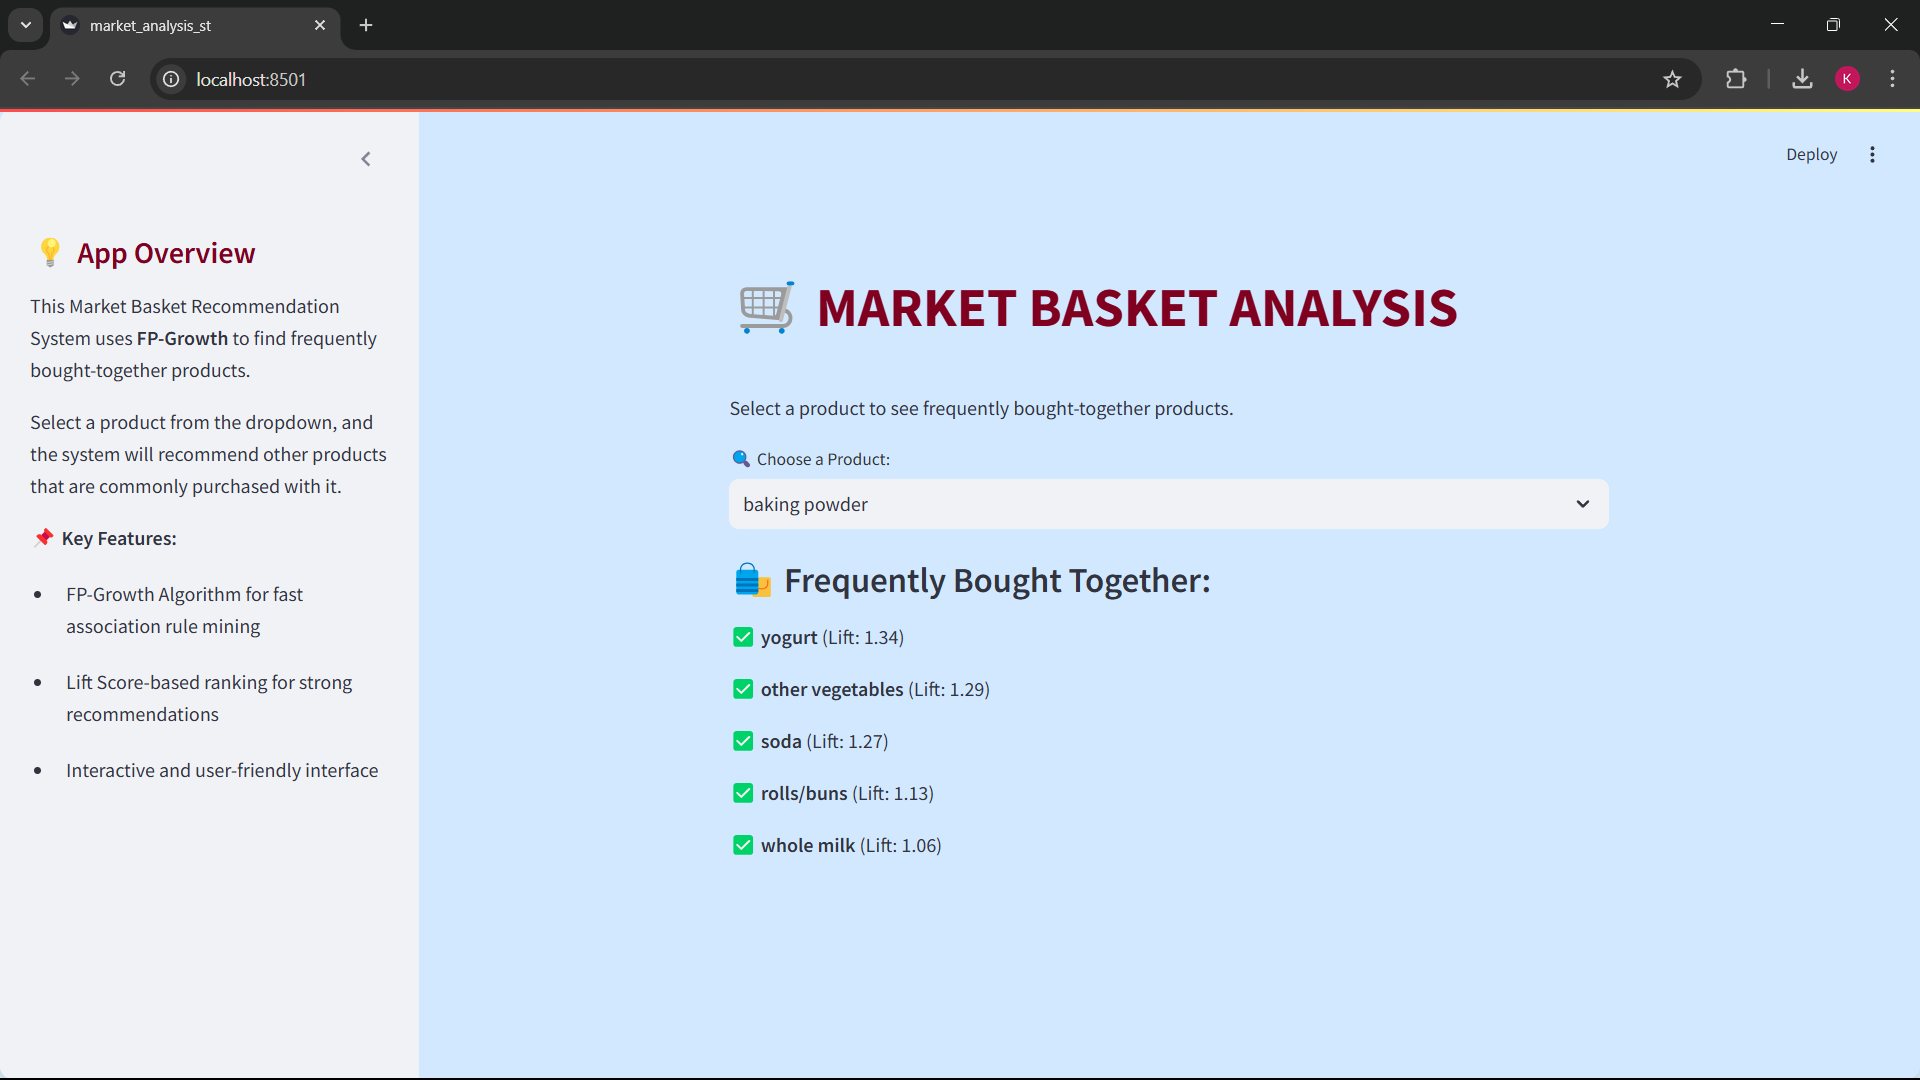 market_analysis_st
localhost:8501
K
Deploy
App Overview
This Market Basket Recommendation
System uses FP-Growth to find frequently
bought-together products.
Select a product from the dropdown, and
the system will recommend other products
that are commonly purchased with it.
Key Features:
FP-Growth Algorithm for fast
association rule mining
Lift Score-based ranking for strong
recommendations
Interactive and user-friendly interface
MARKET BASKET ANALYSIS
Select a product to see frequently bought-together products.
Choose a Product:
baking powder
Frequently Bought Together:
yogurt (Lift: 1.34)
other vegetables (Lift: 1.29)
soda (Lift: 1.27)
rolls/buns (Lift: 1.13)
whole milk (Lift: 1.06)